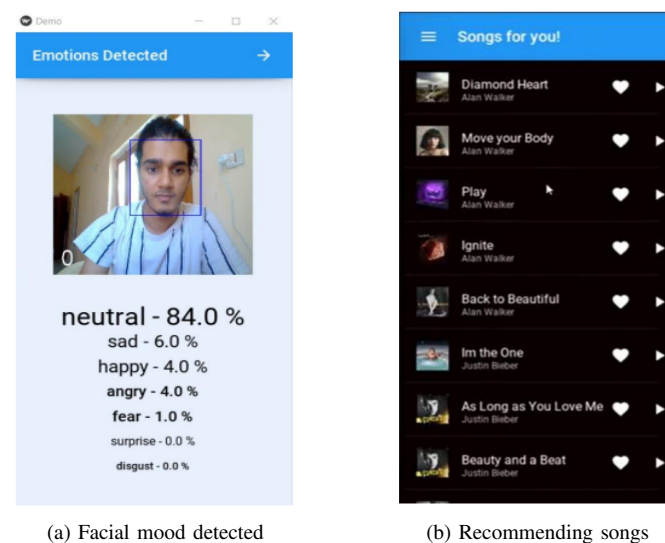 Demo
Emotions Detected
0
neutral - 84.0 %
sad - 6.0 %
happy - 4.0 %
angry - 4.0 %
fear - 1.0 %
surprise - 0.0 %
disgust - 0.0 %
(a) Facial mood detected
Songs for you!
Diamond Heart
Alan Walker
Move your Body
Alan Walker
Play
Alan Walker
Ignite
Alan Walker
Back to Beautiful
Alan Walker
Im the One
Justin Bieber
As Long as You Love Me
Justin Bieber
Beauty and a Beat
Justin Bieber
(b) Recommending songs